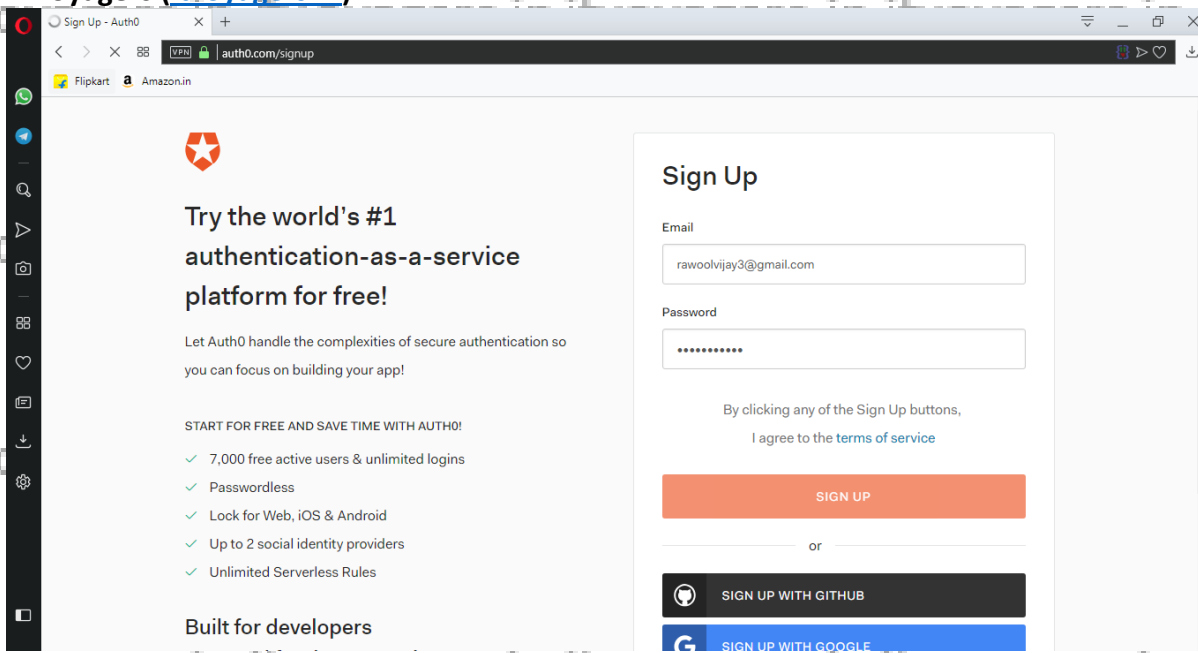 Sign Up - Auth0
VPN auth0.com/signup
Flipkart a Amazon.in
Try the world's #1
authentication-as-a-service
platform for free!
Let Auth0 handle the complexities of secure authentication so
you can focus on building your app!
START FOR FREE AND SAVE TIME WITH AUTH0!
7,000 free active users & unlimited logins
Passwordless
Lock for Web, iOS & Android
Up to 2 social identity providers
Unlimited Serverless Rules
Built for developers
Sign Up
Email
rawoolvijay3@gmail.com
Password
•••••••••••
By clicking any of the Sign Up buttons,
I agree to the terms of service
SIGN UP
or
SIGN UP WITH GITHUB
G SIGN UP WITH GOOGLE